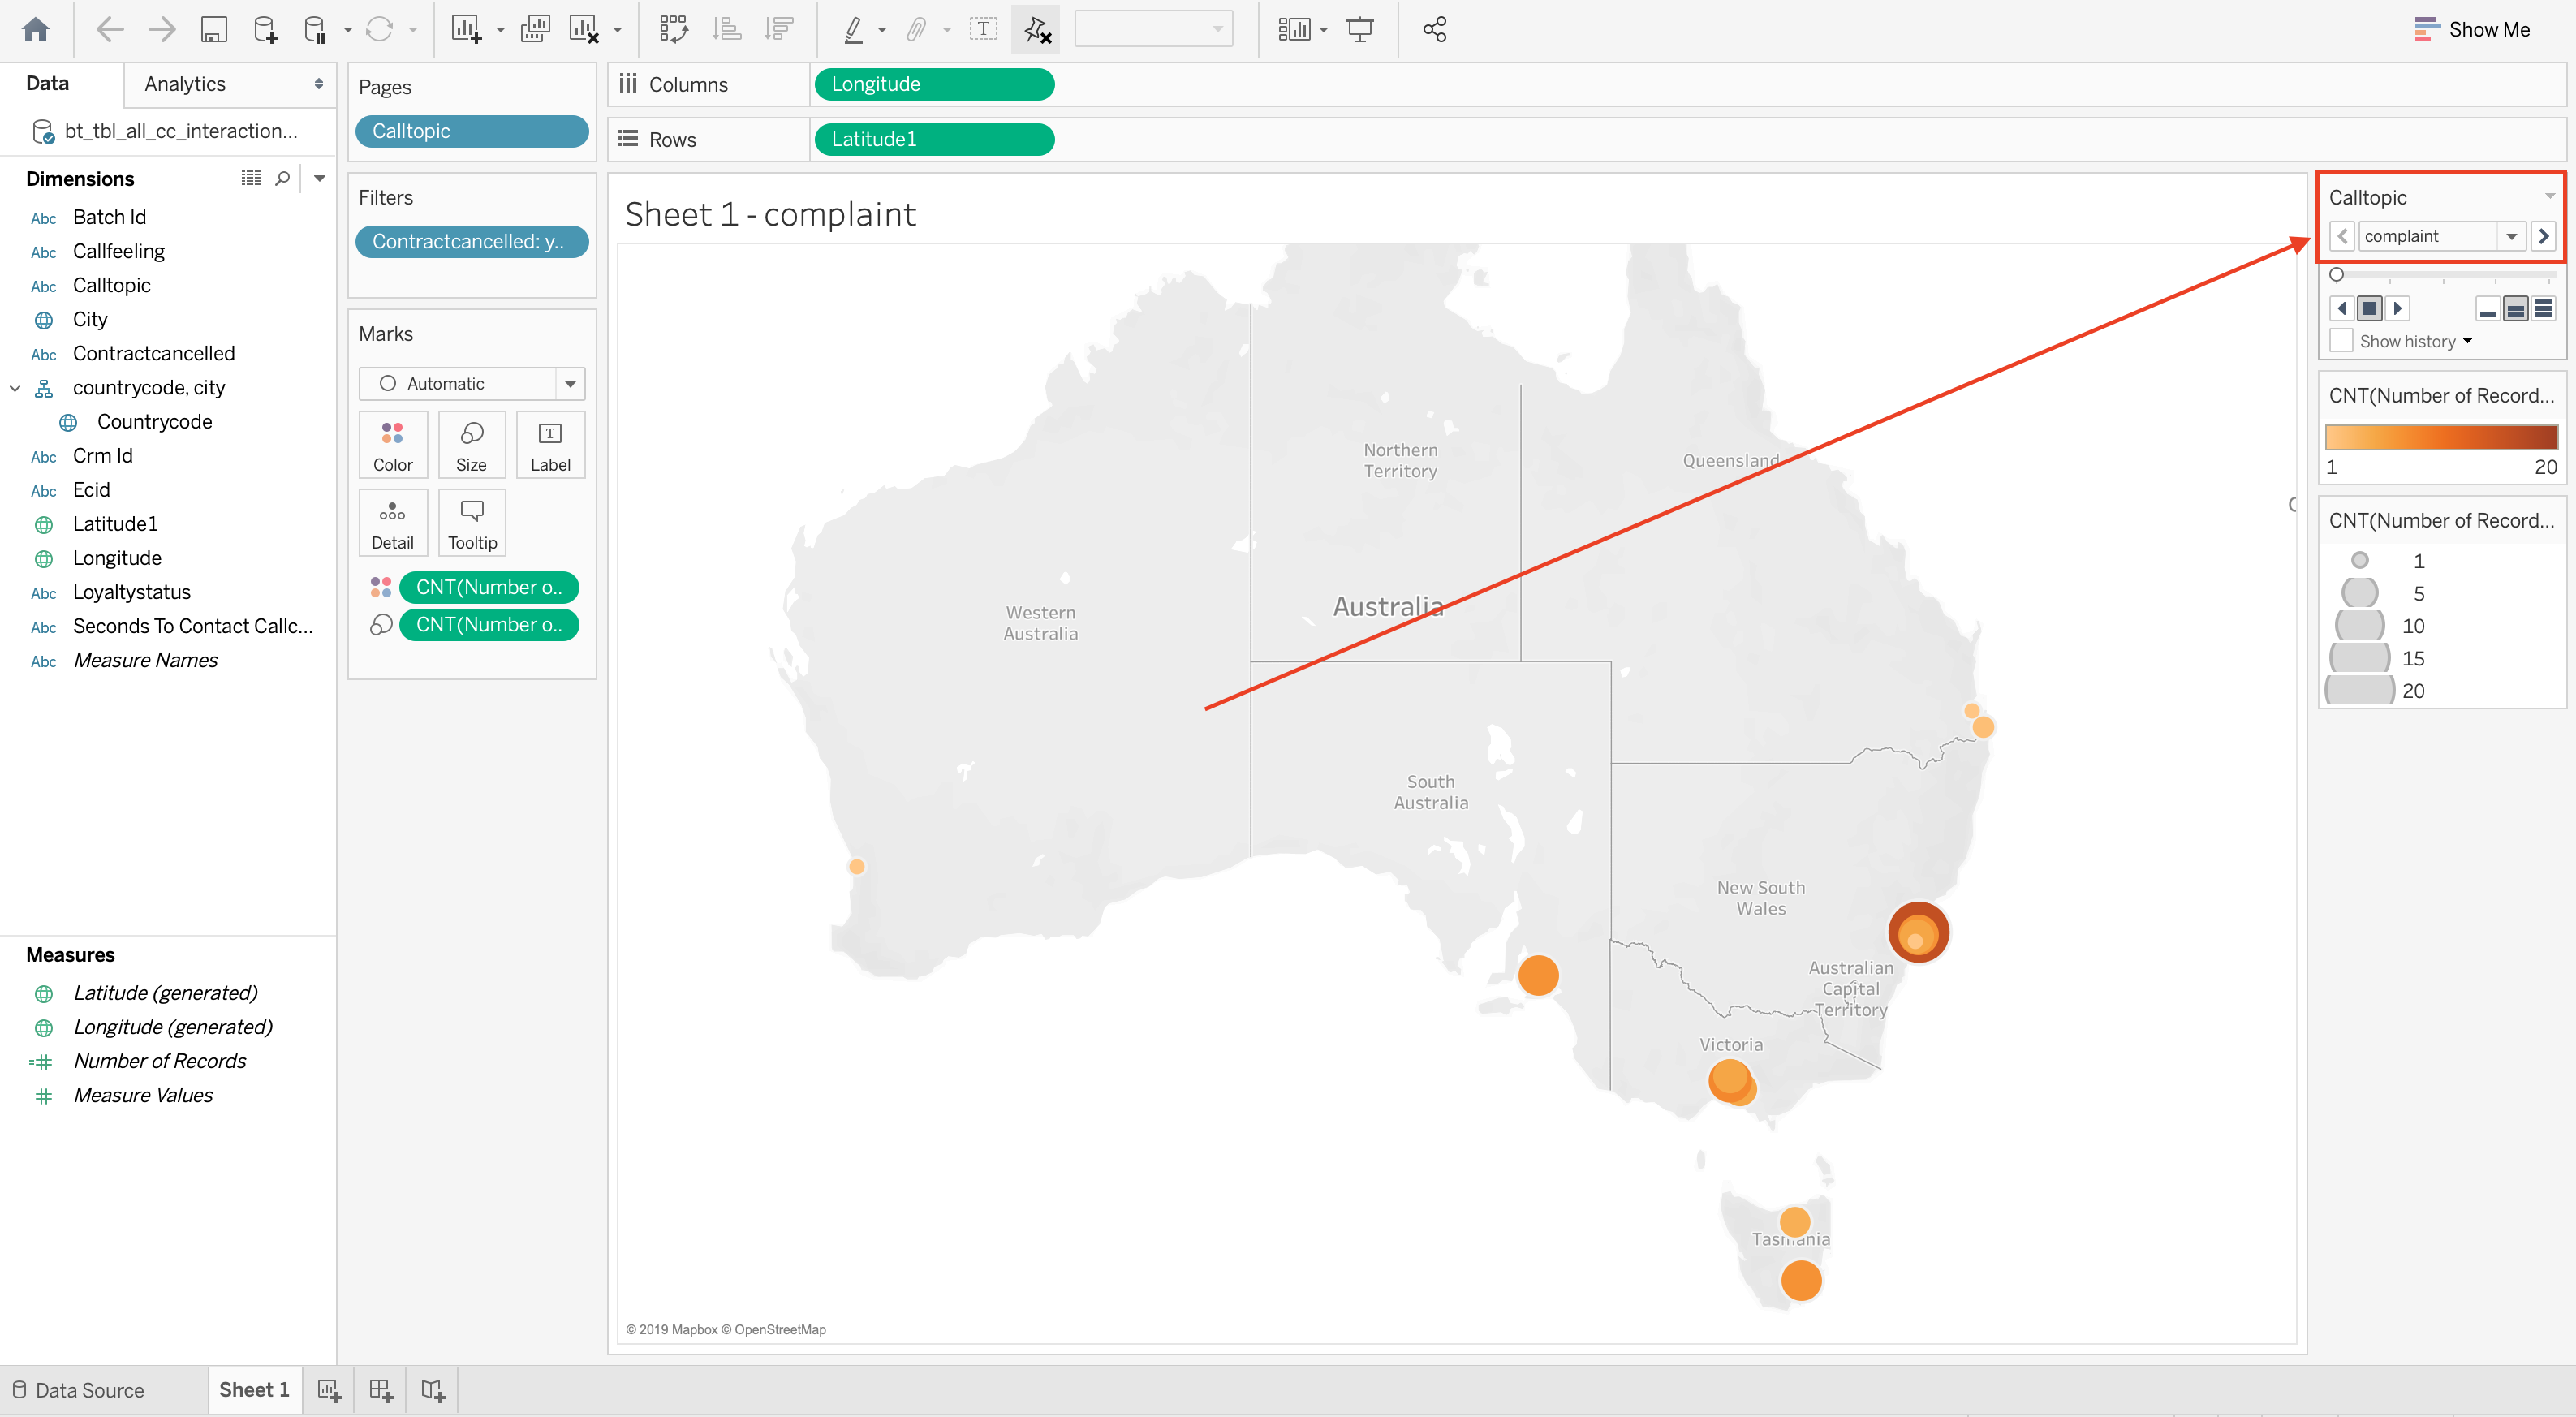 Show Me
Data
Analytics
bt_tbl_all_cc_interaction...
Dimensions
Abc Batch Id
Abc Callfeeling
Abc Calltopic
City
Abc Contractcancelled
countrycode, city
Countrycode
Abc Crm Id
Abc Ecid
Latitude1
Longitude
Abc Loyaltystatus
Abc Seconds To Contact Callc...
Abc Measure Names
Measures
Latitude (generated)
Longitude (generated)
Number of Records
Measure Values
Pages
Calltopic
Filters
Contractcancelled: y..
Marks
Automatic
Color
Size
Label
Detail
Tooltip
CNT(Number o..
CNT(Number o..
Columns
Longitude
Rows
Latitude1
Sheet 1 - complaint
Northern
Territory
Queensland
Western
Australia
Australia
South
Australia
New South
Wales
Australian
Capital
Territory
Victoria
Tasmania
© 2019 Mapbox © OpenStreetMap
Calltopic
complaint
Show history
CNT(Number of Record...
1
20
CNT(Number of Record...
1
5
10
15
20
Data Source
Sheet 1